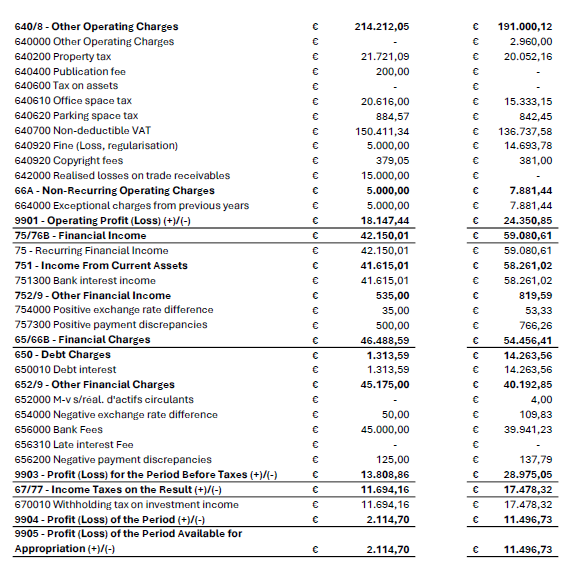 640/8 - Other Operating Charges € 214.212,05 € 191.000,12
640000 Other Operating Charges € - € 2.960,00
640200 Property tax € 21.721,09 € 20.052,16
640400 Publication fee € 200,00 € -
640600 Tax on assets € - € -
640610 Office space tax € 20.616,00 € 15.333,15
640620 Parking space tax € 884,57 € 842,45
640700 Non-deductible VAT € 150.411,34 € 136.737,58
640920 Fine (Loss, regularisation) € 5.000,00 € 14.693,78
640920 Copyright fees € 379,05 € 381,00
642000 Realised losses on trade receivables € 15.000,00 € -
66A - Non-Recurring Operating Charges € 5.000,00 € 7.881,44
664000 Exceptional charges from previous years € 5.000,00 € 7.881,44
9901 - Operating Profit (Loss) (+)/(-) € 18.147,44 € 24.350,85
75/76B - Financial Income € 42.150,01 € 59.080,61
75 - Recurring Financial Income € 42.150,01 € 59.080,61
751 - Income From Current Assets € 41.615,01 € 58.261,02
751300 Bank interest income € 41.615,01 € 58.261,02
752/9 - Other Financial Income € 535,00 € 819,59
754000 Positive exchange rate difference € 35,00 € 53,33
757300 Positive payment discrepancies € 500,00 € 766,26
65/66B - Financial Charges € 46.488,59 € 54.456,41
650 - Debt Charges € 1.313,59 € 14.263,56
650010 Debt interest € 1.313,59 € 14.263,56
652/9 - Other Financial Charges € 45.175,00 € 40.192,85
652000 M-v s/réal. d'actifs circulants € - € 4,00
654000 Negative exchange rate difference € 50,00 € 109,83
656000 Bank Fees € 45.000,00 € 39.941,23
656310 Late interest Fee € - € -
656200 Negative payment discrepancies € 125,00 € 137,79
9903 - Profit (Loss) for the Period Before Taxes (+)/(-) € 13.808,86 € 28.975,05
67/77 - Income Taxes on the Result (+)/(-) € 11.694,16 € 17.478,32
670010 Withholding tax on investment income € 11.694,16 € 17.478,32
9904 - Profit (Loss) of the Period (+)/(-) € 2.114,70 € 11.496,73
9905 - Profit (Loss) of the Period Available for
Appropriation (+)/(-) € 2.114,70 € 11.496,73